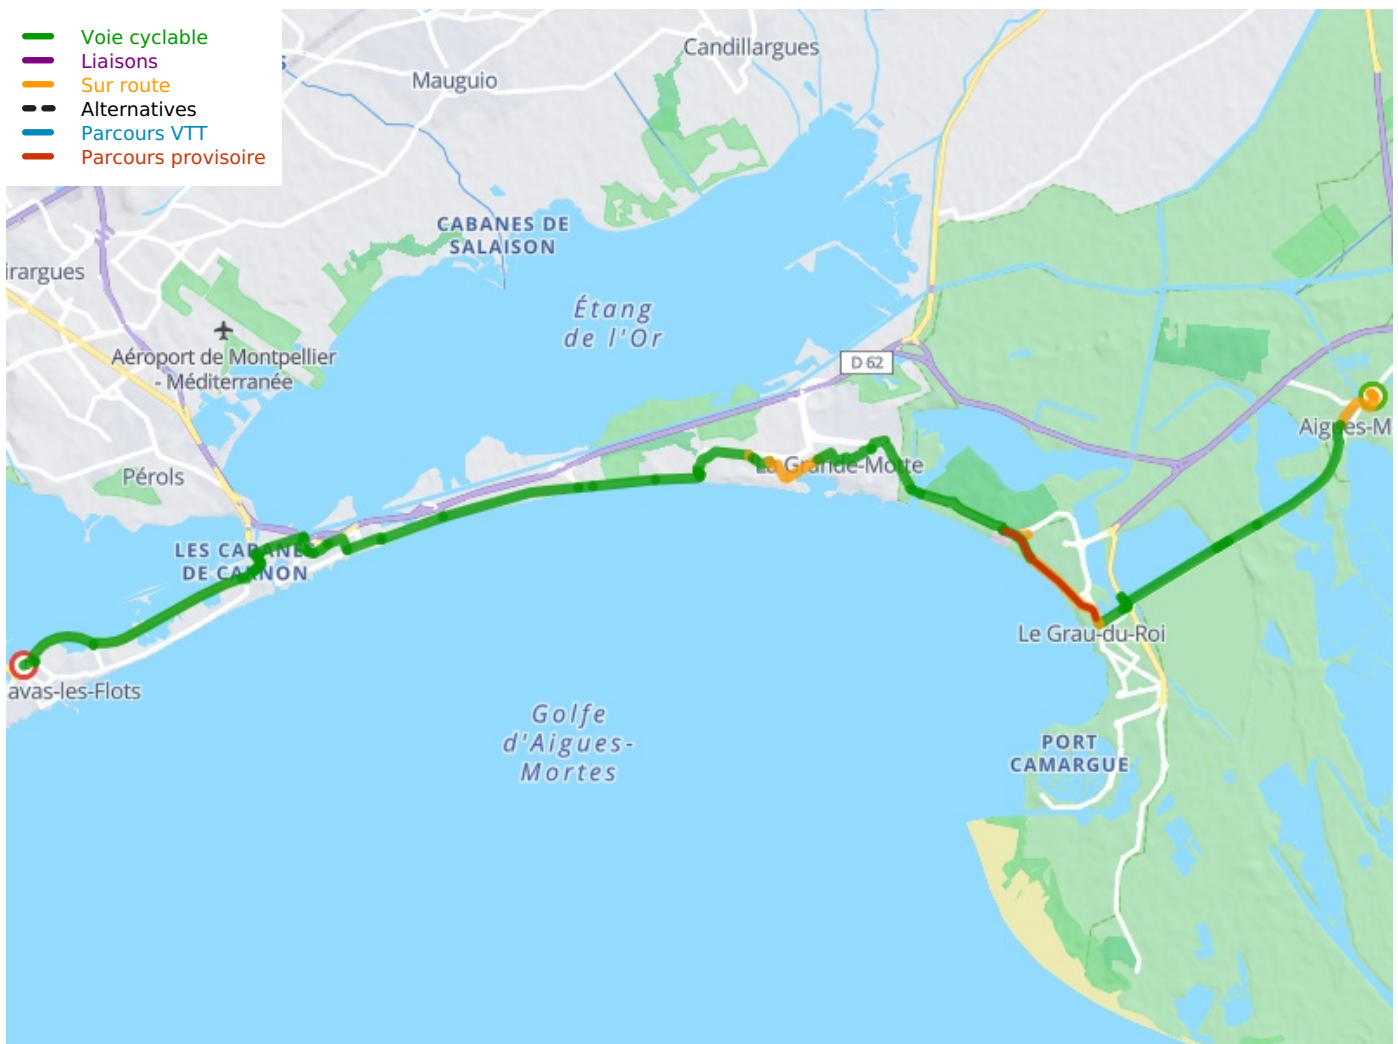 Voie cyclable
Liaisons
Sur route
Alternatives
Parcours VTT
Parcours provisoire
Candillargues
Mauguio
CABANES DE
SALAISON
irargues
Étang
de l'Or
Aéroport de Montpellier
- Méditerranée
D 62
Aigues-M
La Grande-Motte
Pérols
LES CABANES
DE CARNON
Le Grau-du-Roi
avas-les-Flots
Golfe
d'Aigues-
Mortes
PORT
CAMARGUE